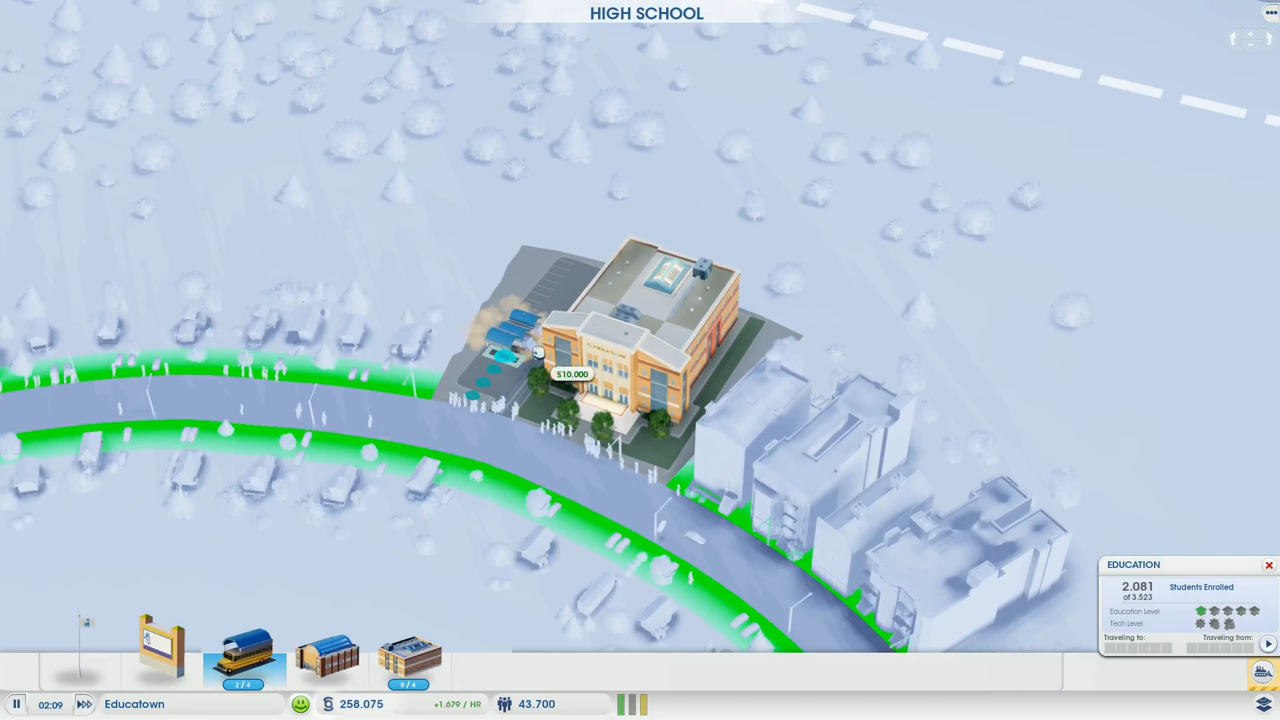 HIGH SCHOOL
$10,000
EDUCATION
2.081
of 3.523
Students Enrolled
Education Level
Tech Level
Traveling to:
Traveling from:
2/4
0/4
02:09
Educatown
258.075
+1.679 / HR
43.700